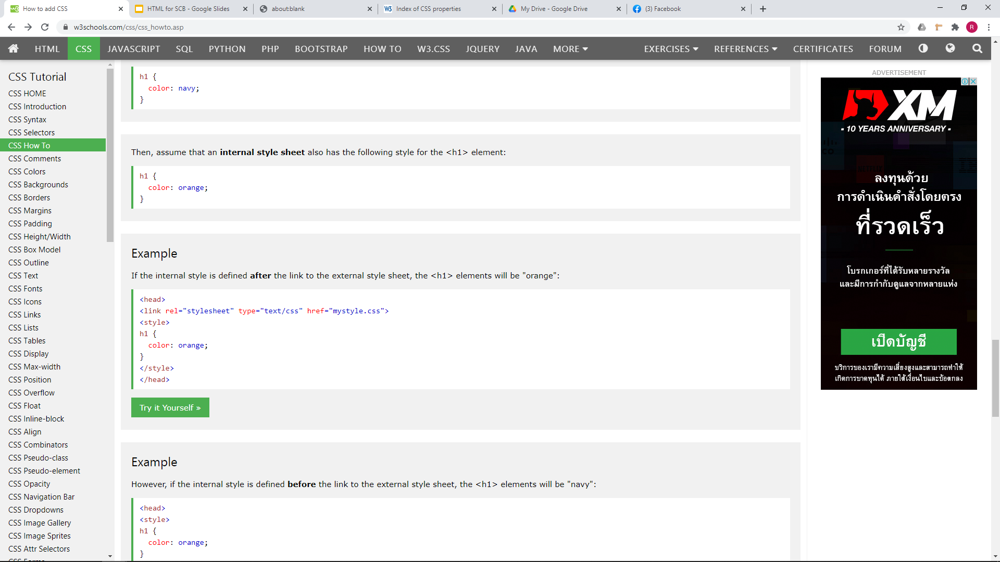 How to add CSS
HTML for SCB - Google Slides
about:blank
Index of CSS properties
My Drive - Google Drive
(3) Facebook
w3schools.com/css/css_howto.asp
R
HTML CSS JAVASCRIPT SQL PYTHON PHP BOOTSTRAP HOW TO W3.CSS JQUERY JAVA MORE EXERCISES REFERENCES CERTIFICATES FORUM
CSS Tutorial
CSS HOME
CSS Introduction
CSS Syntax
CSS Selectors
CSS How To
CSS Comments
CSS Colors
CSS Backgrounds
CSS Borders
CSS Margins
CSS Padding
CSS Height/Width
CSS Box Model
CSS Outline
CSS Text
CSS Fonts
CSS Icons
CSS Links
CSS Lists
CSS Tables
CSS Display
CSS Max-width
CSS Position
CSS Overflow
CSS Float
CSS Inline-block
CSS Align
CSS Combinators
CSS Pseudo-class
CSS Pseudo-element
CSS Opacity
CSS Navigation Bar
CSS Dropdowns
CSS Image Gallery
CSS Image Sprites
CSS Attr Selectors
h1 {
color: navy;
}
Then, assume that an internal style sheet also has the following style for the <h1> element:
h1 {
color: orange;
}
Example
If the internal style is defined after the link to the external style sheet, the <h1> elements will be "orange":
<head>
<link rel="stylesheet" type="text/css" href="mystyle.css">
<style>
h1 {
color: orange;
}
</style>
</head>
Try it Yourself »
Example
However, if the internal style is defined before the link to the external style sheet, the <h1> elements will be "navy":
<head>
<style>
h1 {
color: orange;
}
ADVERTISEMENT
XM
- 10 YEARS ANNIVERSARY -
ลงทุนด้วย
การดำเนินคำสั่งโดยตรง
ที่รวดเร็ว
โบรกเกอร์ที่ได้รับหลายรางวัล
และมีการกำกับดูแลจากหลายแห่ง
เปิดบัญชี
บริการของเรามีความเสี่ยงสูงและสามารถทำให้
เกิดการขาดทุนได้ ภายใต้เงื่อนไขและข้อตกลง